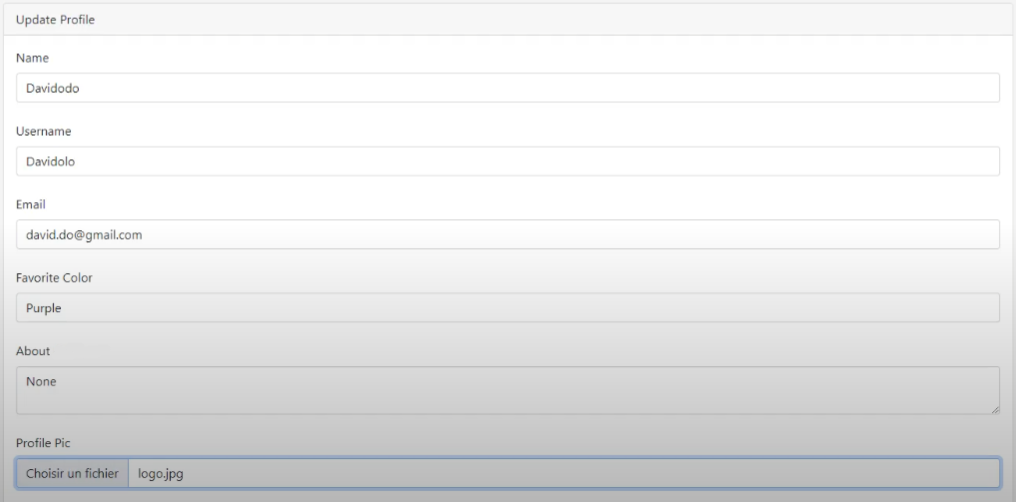 Update Profile
Name
Davidodo
Username
Davidolo
Email
david.do@gmail.com
Favorite Color
Purple
About
None
Profile Pic
Choisir un fichier logo.jpg